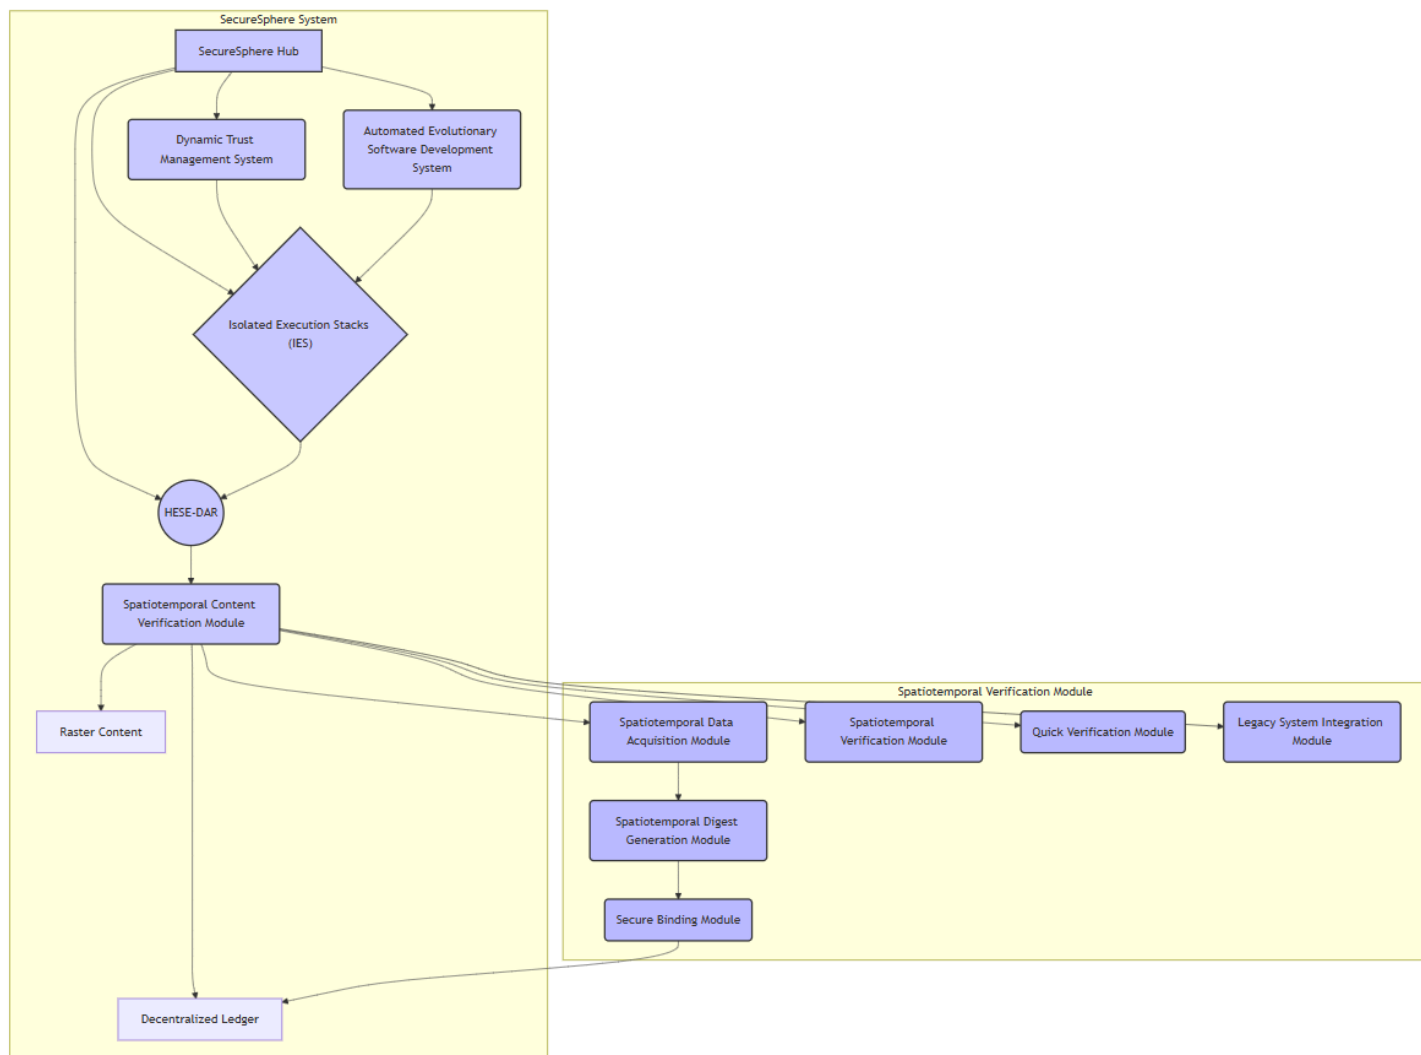 SecureSphere System
SecureSphere Hub
Dynamic Trust
Management System
Automated Evolutionary
Software Development
System
Isolated Execution Stacks
(IES)
HESE-DAR
Spatiotemporal Content
Verification Module
Raster Content
Decentralized Ledger
Spatiotemporal Verification Module
Spatiotemporal Data
Acquisition Module
Spatiotemporal
Verification Module
Quick Verification Module
Legacy System Integration
Module
Spatiotemporal Digest
Generation Module
Secure Binding Module